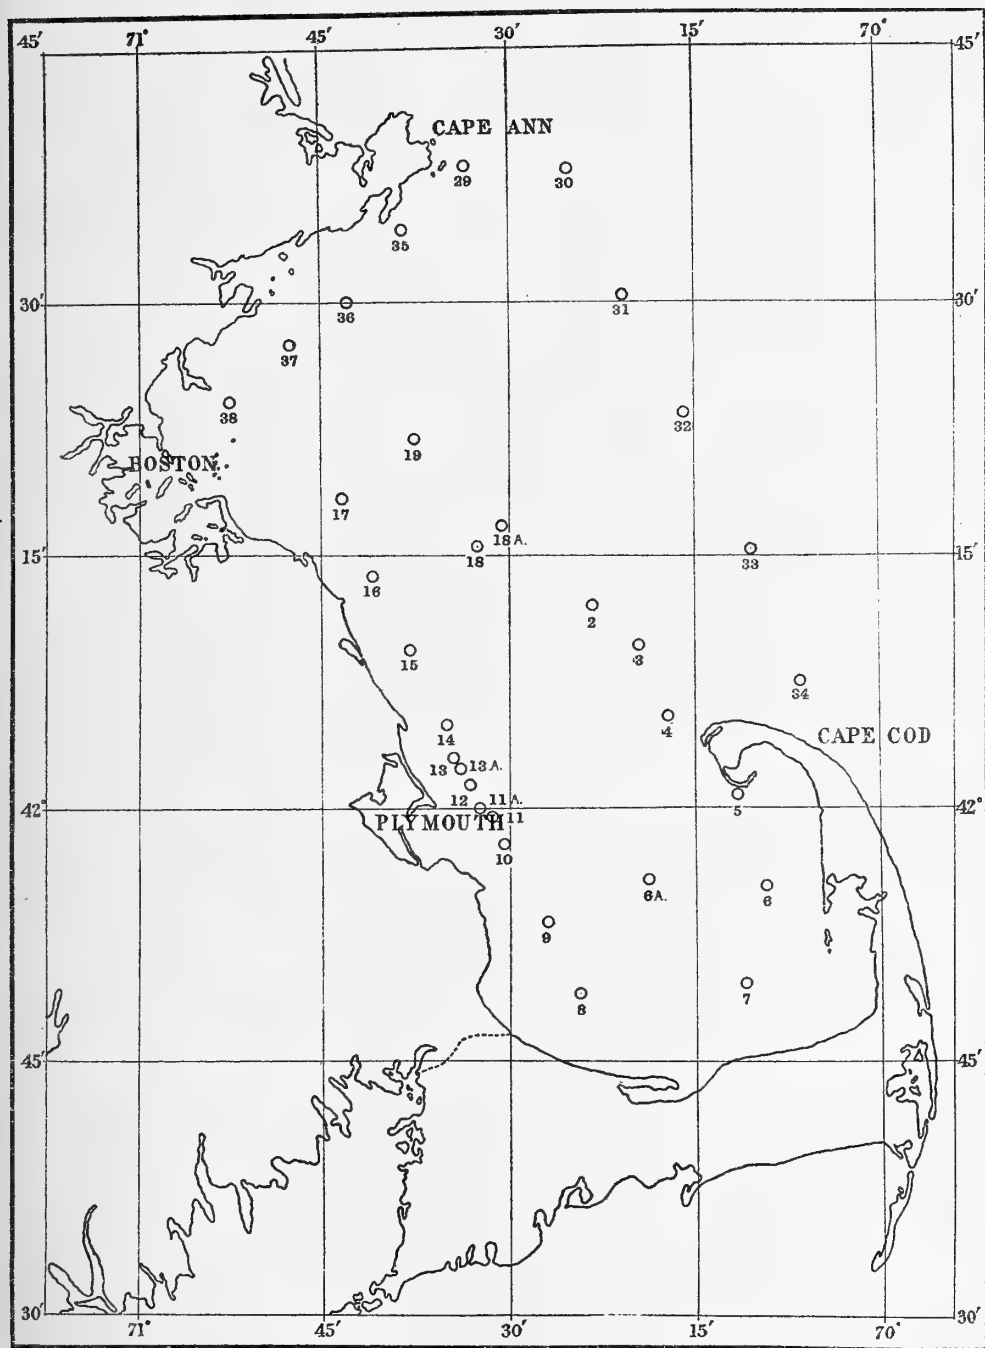 45′ 71° 45′ 30′ 15′ 70° 45′
CAPE ANN
29 30
35
30′ 36 31 30′
37
38 32
19
BOSTON
17
18A.
18
15′ 33 15′
16
2
3
15
34
4
14
CAPE COD
13 13A.
12 11A.
5
42° 42°
PLYMOUTH 11
10
6A. 6
9
7
8
45′ 45′
30′ 30′
71° 45′ 30′ 15′ 70°